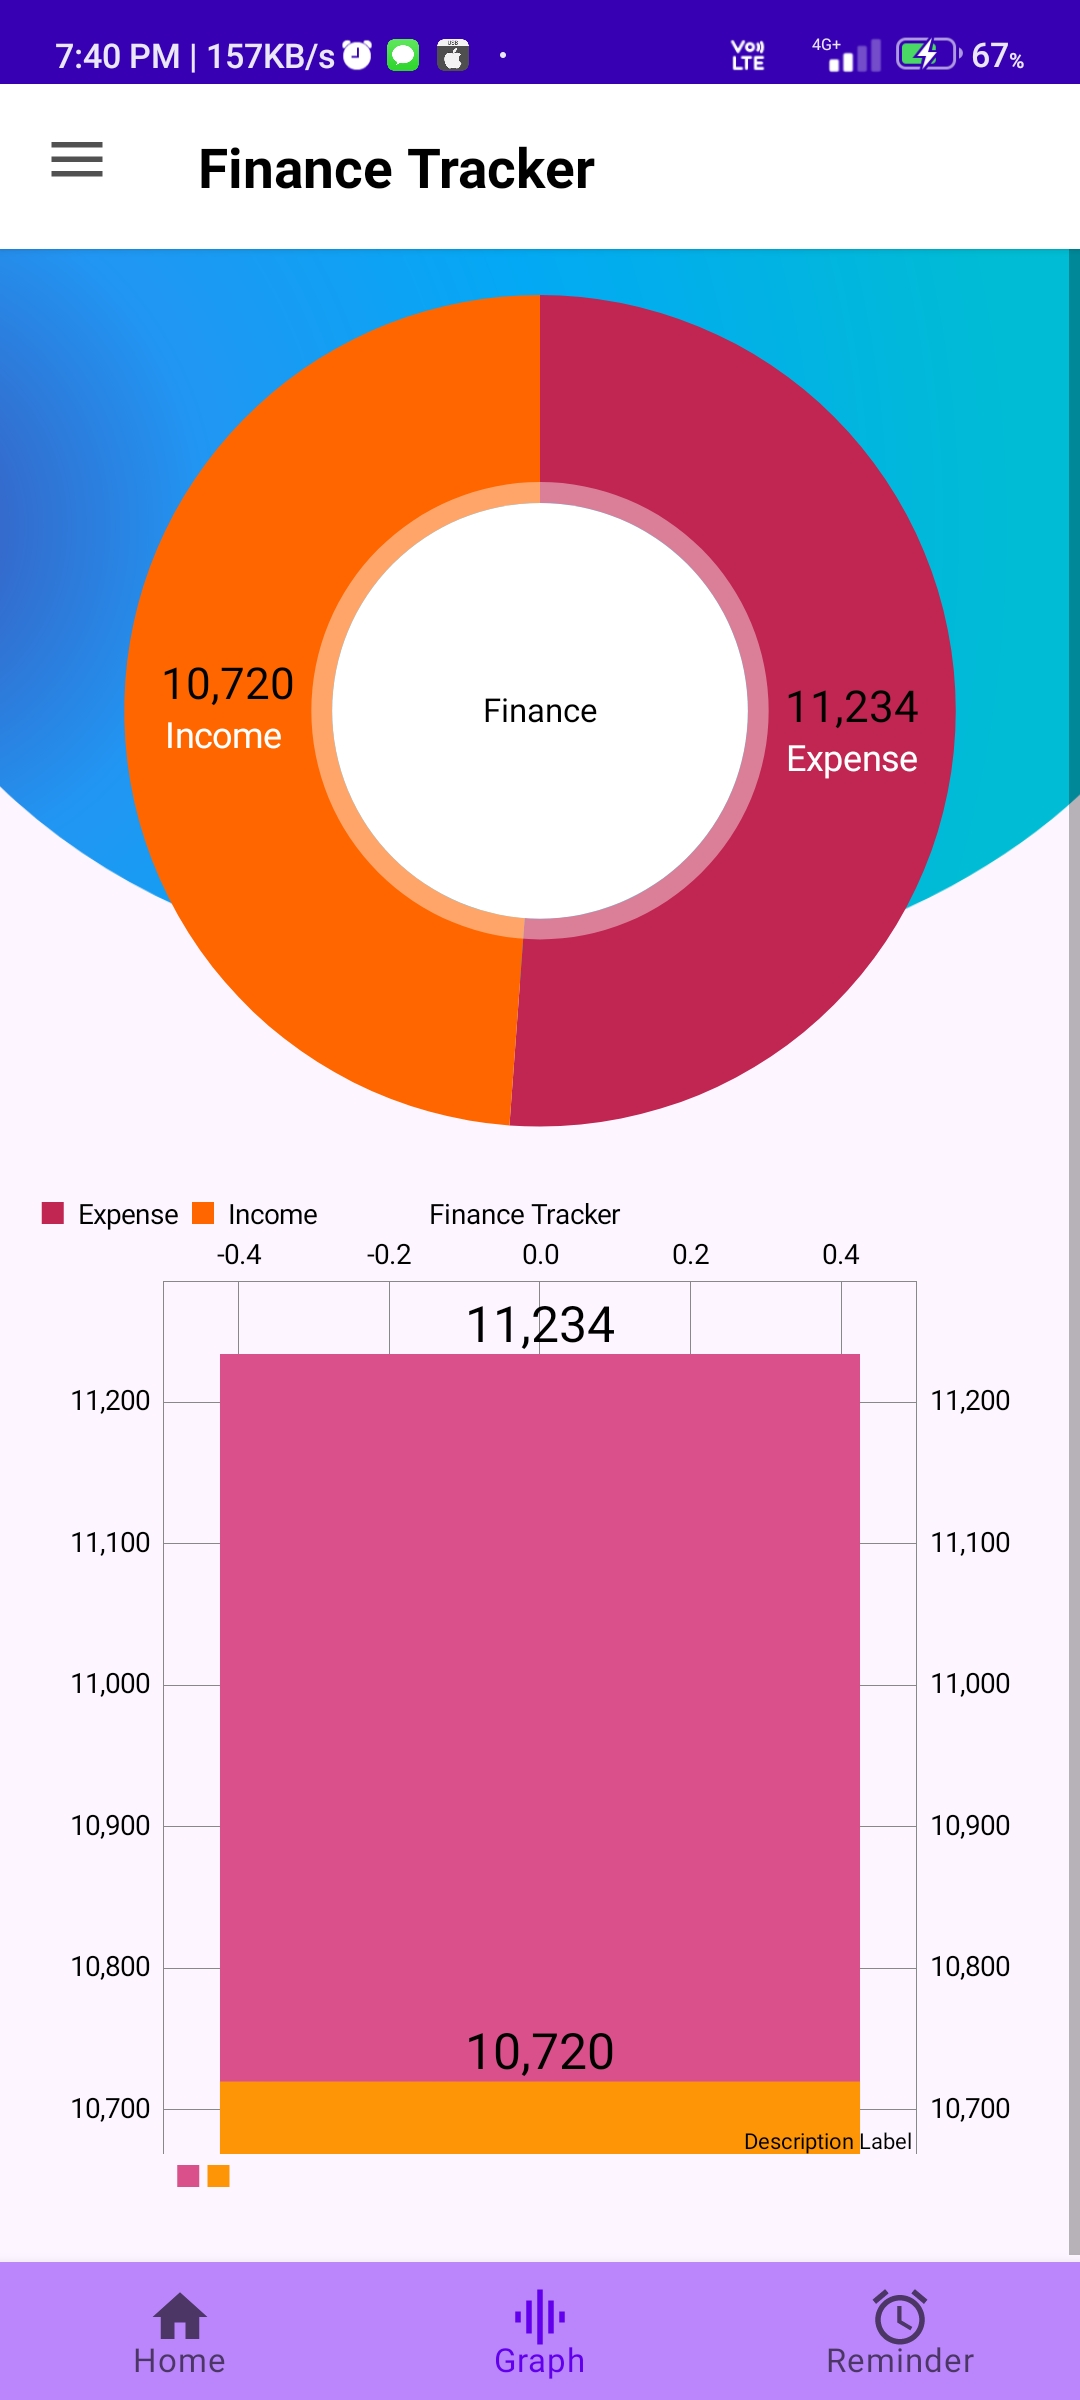 7:40 PM | 157KB/s
Vo)) LTE 4G+ 67%
Finance Tracker
10,720
Income
Finance
11,234
Expense
Expense Income Finance Tracker
-0.4 -0.2 0.0 0.2 0.4
11,234
11,200 11,200
11,100 11,100
11,000 11,000
10,900 10,900
10,800 10,800
10,720
10,700 10,700
Description Label
Home Graph Reminder